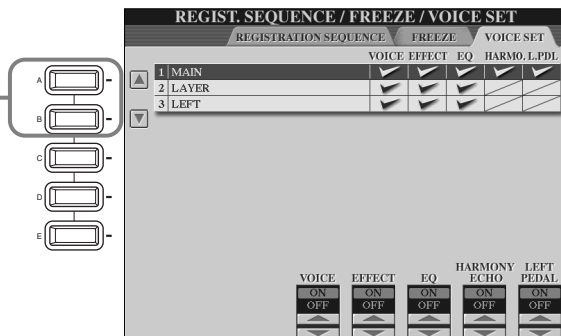 REGIST. SEQUENCE / FREEZE / VOICE SET
REGISTRATION SEQUENCE FREEZE VOICE SET
VOICE EFFECT EQ HARMO. L.PDL
1 MAIN
2 LAYER
3 LEFT
A
B
C
D
E
VOICE EFFECT EQ HARMONY ECHO LEFT PEDAL
ON ON ON ON ON
OFF OFF OFF OFF OFF